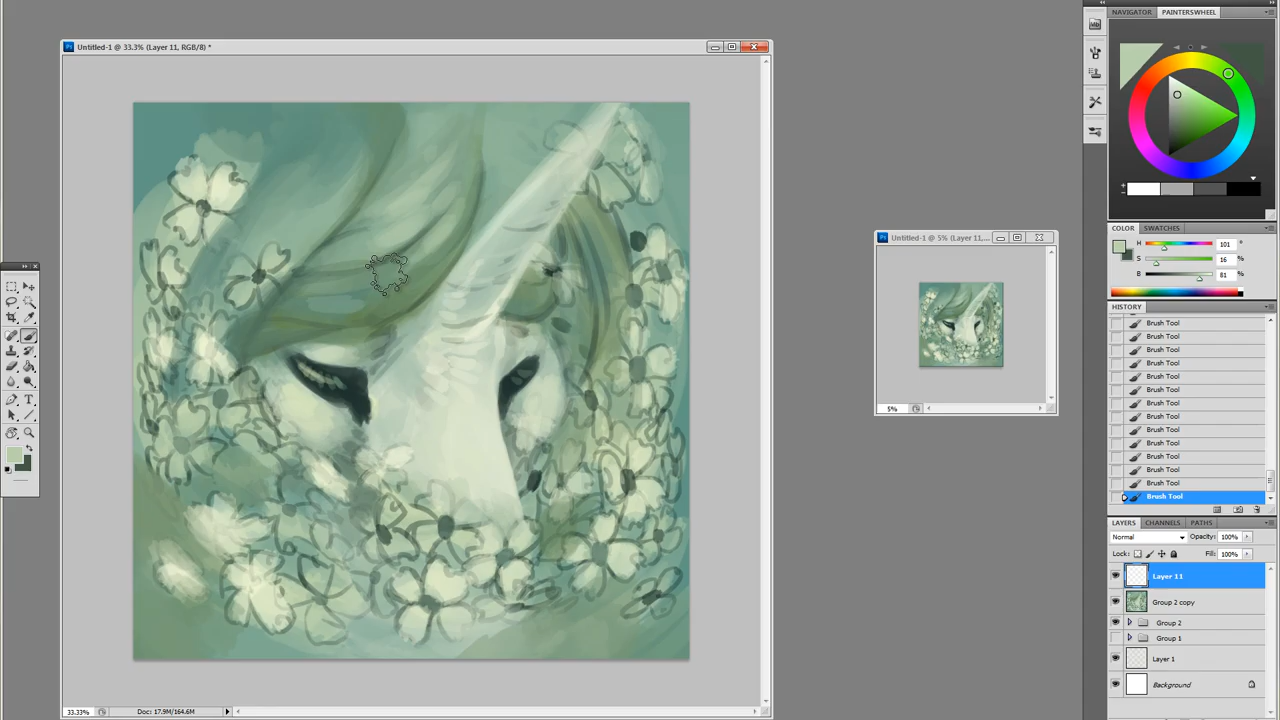 NAVIGATOR PAINTERSWHEEL
Untitled-1 @ 33.3% (Layer 11, RGB/8) *
COLOR SWATCHES
Untitled-1 @ 5% (Layer 11,...
H 101 °
S 16 %
B 81 %
HISTORY
Brush Tool
Brush Tool
Brush Tool
Brush Tool
Brush Tool
Brush Tool
Brush Tool
5%
Brush Tool
Brush Tool
Brush Tool
Brush Tool
Brush Tool
Brush Tool
Brush Tool
LAYERS CHANNELS PATHS
Normal Opacity: 100%
Lock: Fill: 100%
Layer 11
Group 2 copy
Group 2
Group 1
Layer 1
Background
33.33% Doc: 17.9M/164.6M